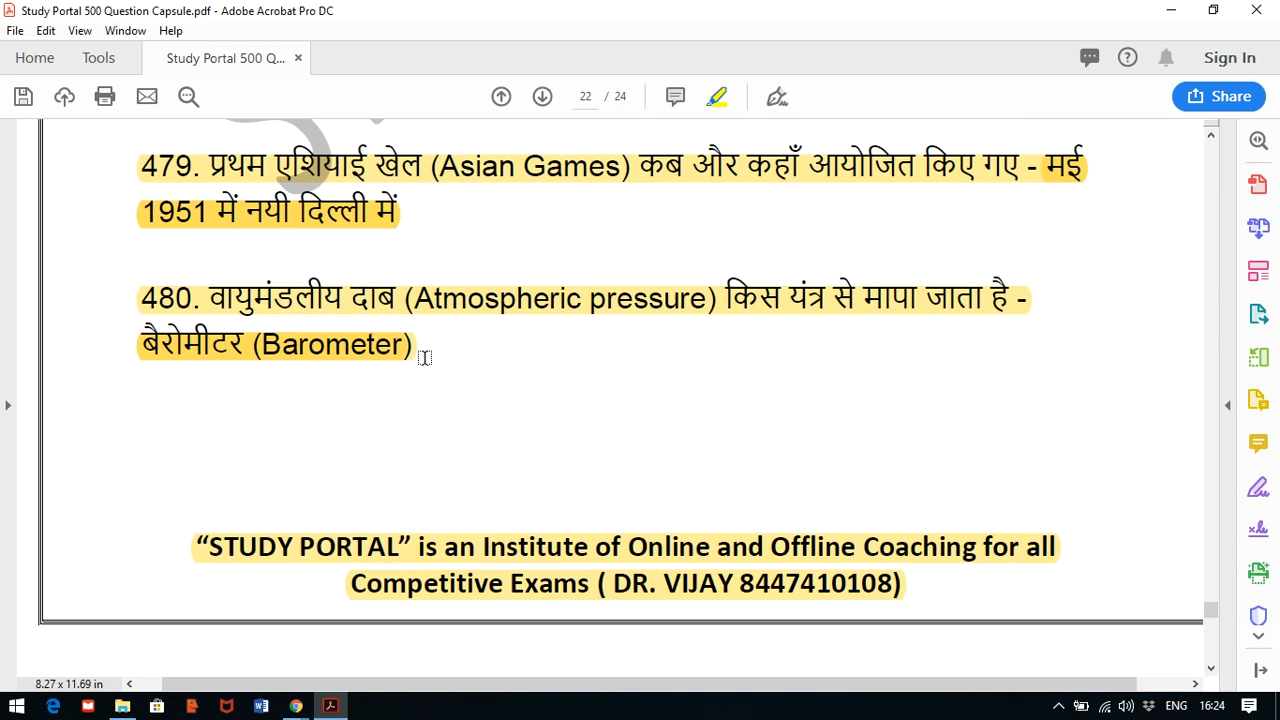 Study Portal 500 Question Capsule.pdf - Adobe Acrobat Pro DC
File Edit View Window Help
Home Tools Study Portal 500 Q... × Sign In
22 / 24 Share
479. प्रथम एशियाई खेल (Asian Games) कब और कहाँ आयोजित किए गए - मई
1951 में नयी दिल्ली में
480. वायुमंडलीय दाब (Atmospheric pressure) किस यंत्र से मापा जाता है -
बैरोमीटर (Barometer)
“STUDY PORTAL” is an Institute of Online and Offline Coaching for all
Competitive Exams ( DR. VIJAY 8447410108)
8.27 x 11.69 in
ENG 16:24